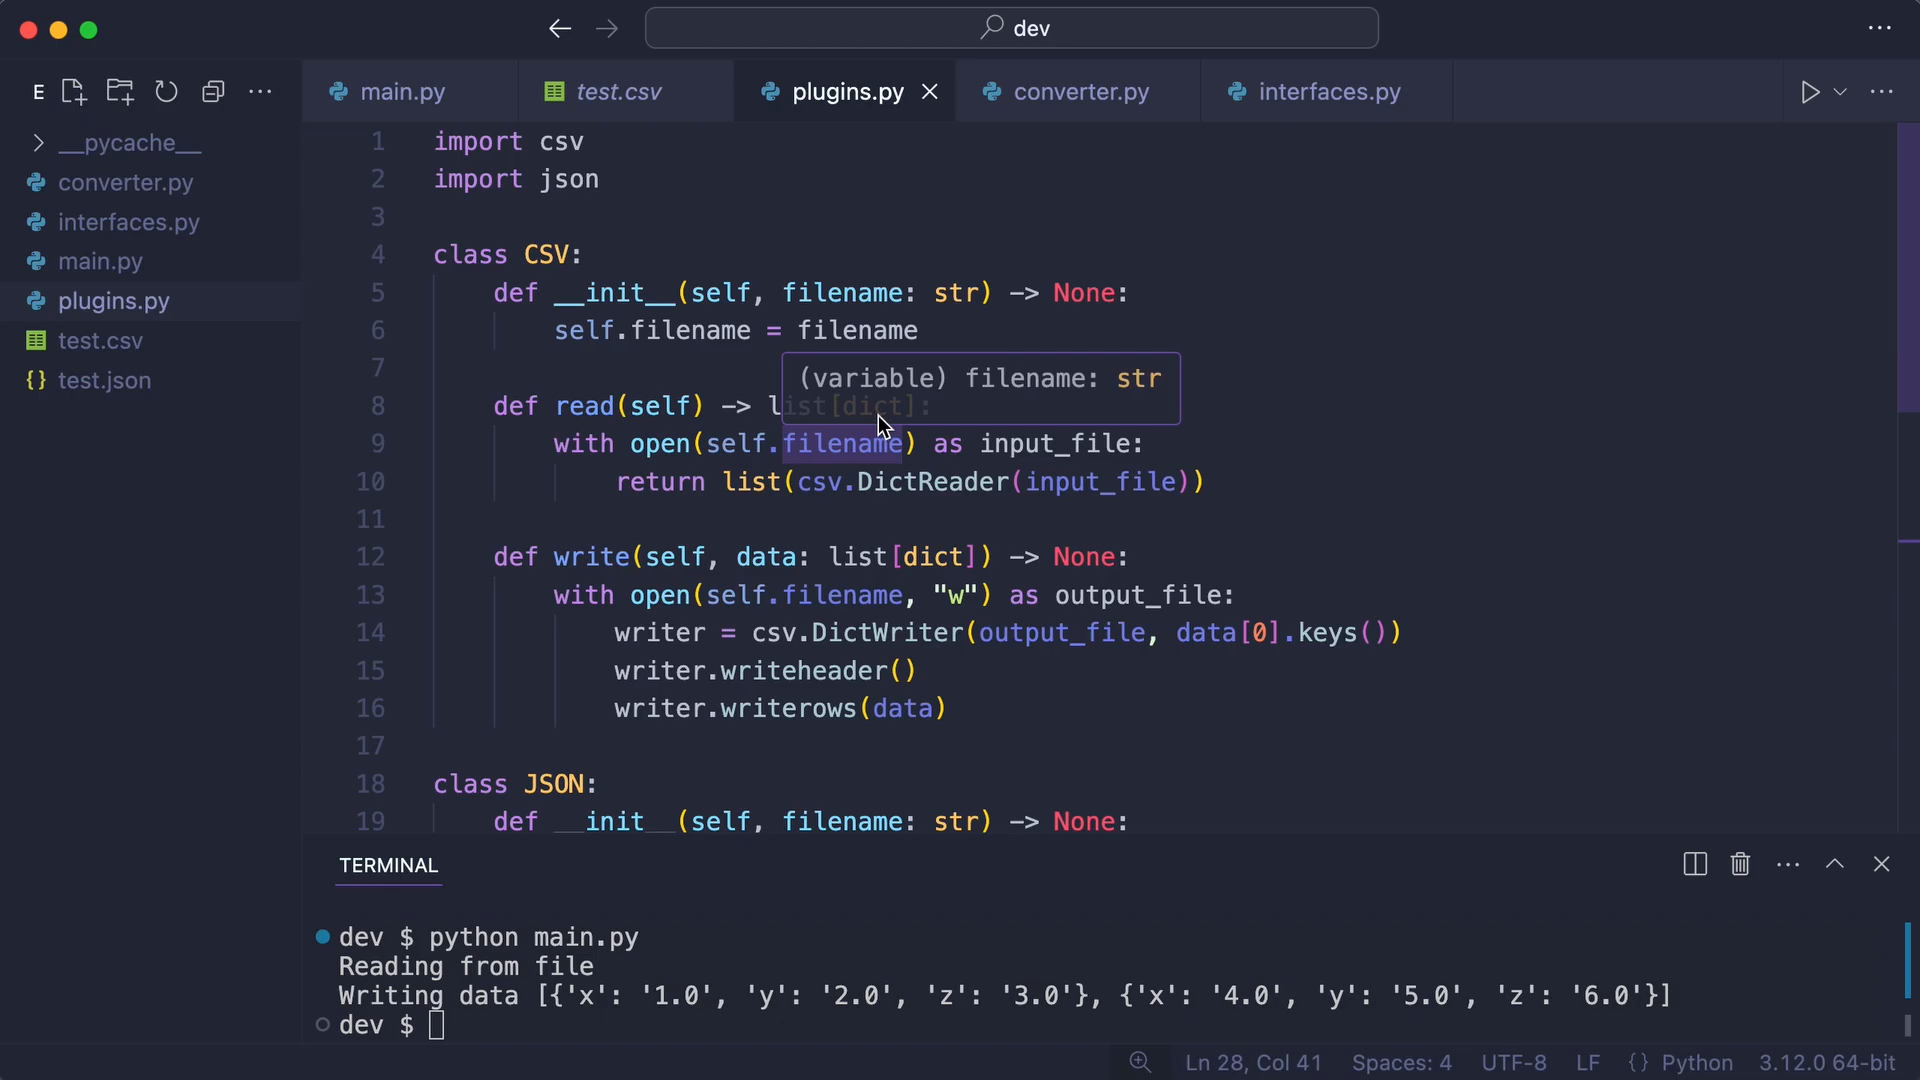 dev
E
main.py
test.csv
plugins.py
converter.py
interfaces.py
__pycache__
converter.py
interfaces.py
main.py
plugins.py
test.csv
{} test.json
1 import csv
2 import json
3
4 class CSV:
5 def __init__(self, filename: str) -> None:
6 self.filename = filename
7
(variable) filename: str
8 def read(self) -> list[dict]:
9 with open(self.filename) as input_file:
10 return list(csv.DictReader(input_file))
11
12 def write(self, data: list[dict]) -> None:
13 with open(self.filename, "w") as output_file:
14 writer = csv.DictWriter(output_file, data[0].keys())
15 writer.writeheader()
16 writer.writerows(data)
17
18 class JSON:
19 def __init__(self, filename: str) -> None:
TERMINAL
dev $ python main.py
Reading from file
Writing data [{'x': '1.0', 'y': '2.0', 'z': '3.0'}, {'x': '4.0', 'y': '5.0', 'z': '6.0'}]
dev $
Ln 28, Col 41 Spaces: 4 UTF-8 LF {} Python 3.12.0 64-bit